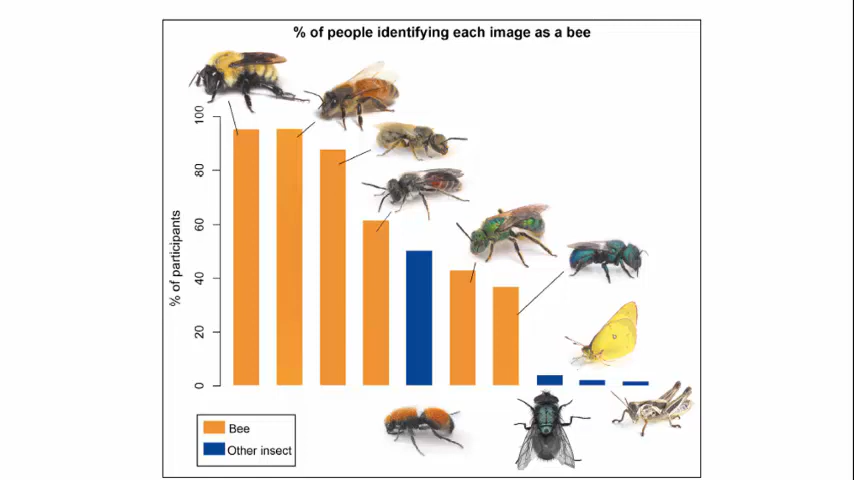 % of people identifying each image as a bee
% of participants
100
80
60
40
20
0
Bee
Other insect